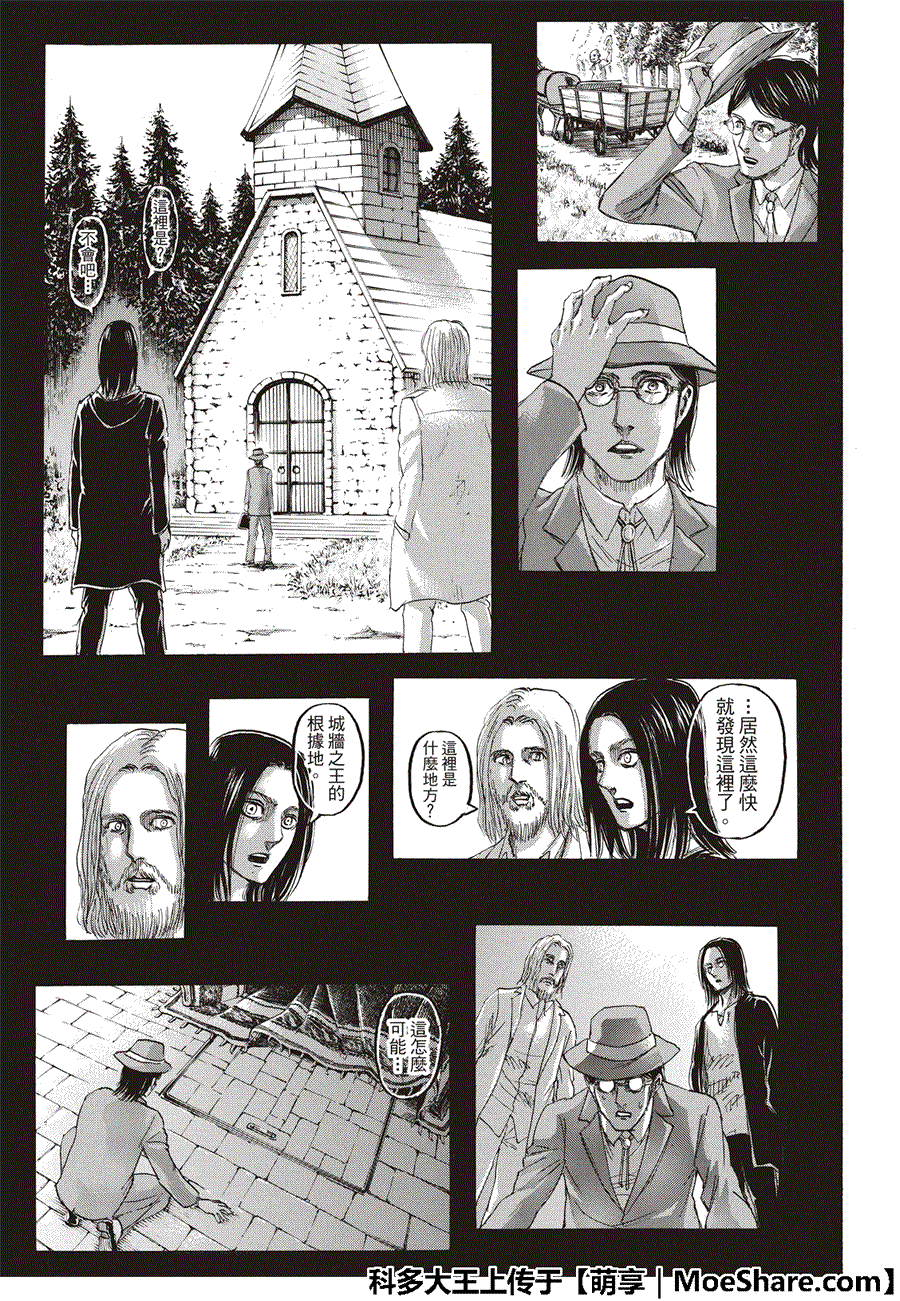 這裡是?
不會吧…
…居然這麼快
就發現這裡了。
這裡是
什麼地方?
城牆之王的
根據地。
這怎麼
可能…
科多大王上传于【萌享 | MoeShare.com】